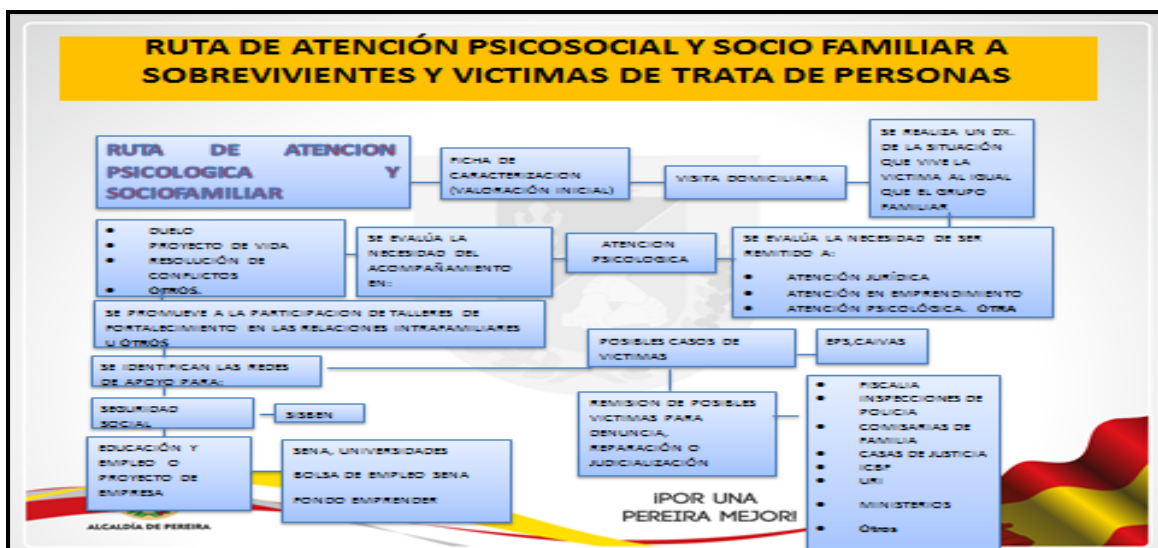 RUTA DE ATENCIÓN PSICOSOCIAL Y SOCIO FAMILIAR A
SOBREVIVIENTES Y VICTIMAS DE TRATA DE PERSONAS
RUTA DE ATENCION
PSICOLOGICA Y
SOCIOFAMILIAR
FICHA DE
CARACTERIZACION
(VALORACIÓN INICIAL)
VISITA DOMICILIARIA
SE REALIZA UN DX.
DE LA SITUACIÓN
QUE VIVE LA
VICTIMA AL IGUAL
QUE EL GRUPO
FAMILIAR
SE EVALÚA LA NECESIDAD DE SER
REMITIDO A:
• ATENCIÓN JURÍDICA
• ATENCIÓN EN EMPRENDIMIENTO
• ATENCIÓN PSICOLÓGICA. OTRA
ATENCION
PSICOLOGICA
SE EVALÚA LA
NECESIDAD DEL
ACOMPAÑAMIENTO
EN:
• DUELO
• PROYECTO DE VIDA
• RESOLUCIÓN DE
CONFLICTOS
• OTROS.
SE PROMUEVE A LA PARTICIPACION DE TALLERES DE
FORTALECIMIENTO EN LAS RELACIONES INTRAFAMILIARES
U OTROS
SE IDENTIFICAN LAS REDES
DE APOYO PARA:
POSIBLES CASOS DE
VICTIMAS
EPS,CAIVAS
SEGURIDAD
SOCIAL
SISBEN
EDUCACIÓN Y
EMPLEO O
PROYECTO DE
EMPRESA
SENA, UNIVERSIDADES
BOLSA DE EMPLEO SENA
FONDO EMPRENDER
REMISION DE POSIBLES
VICTIMAS PARA
DENUNCIA,
REPARACIÓN O
JUDICIALIZACIÓN
• FISCALIA
• INSPECCIONES DE
POLICIA
• COMISARIAS DE
FAMILIA
• CASAS DE JUSTICIA
• ICBF
• URI
• MINISTERIOS
• Otros
ALCALDÍA DE PEREIRA
¡POR UNA
PEREIRA MEJOR!